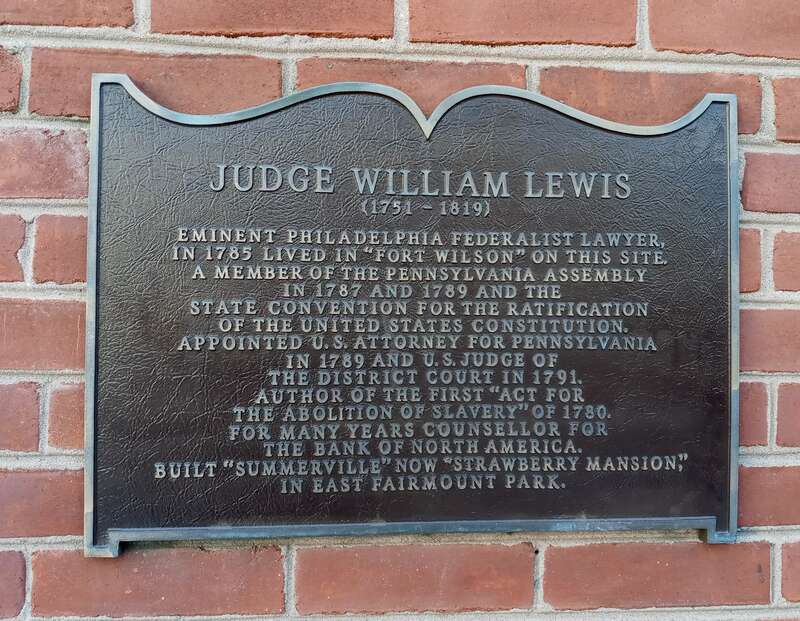 JUDGE WILLIAM LEWIS
(1751 - 1819)
EMINENT PHILADELPHIA FEDERALIST LAWYER,
IN 1785 LIVED IN "FORT WILSON" ON THIS SITE.
A MEMBER OF THE PENNSYLVANIA ASSEMBLY
IN 1787 AND 1789 AND THE
STATE CONVENTION FOR THE RATIFICATION
OF THE UNITED STATES CONSTITUTION.
APPOINTED U.S. ATTORNEY FOR PENNSYLVANIA
IN 1789 AND U.S. JUDGE OF
THE DISTRICT COURT IN 1791.
AUTHOR OF THE FIRST "ACT FOR
THE ABOLITION OF SLAVERY" OF 1780.
FOR MANY YEARS COUNSELLOR FOR
THE BANK OF NORTH AMERICA.
BUILT "SUMMERVILLE" NOW "STRAWBERRY MANSION,"
IN EAST FAIRMOUNT PARK.